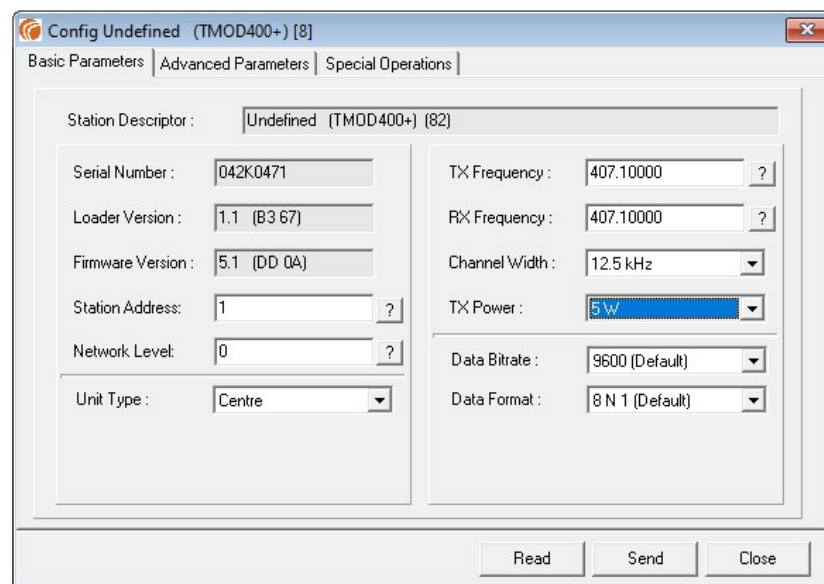 Config Undefined (TMOD400+) [8]
Basic Parameters
Advanced Parameters
Special Operations
Station Descriptor :
Undefined (TMOD400+) (82)
Serial Number :
042K0471
Loader Version :
1.1 (B3 67)
Firmware Version :
5.1 (DD 0A)
Station Address:
1
?
Network Level:
0
?
Unit Type :
Centre
TX Frequency :
407.10000
?
RX Frequency :
407.10000
?
Channel Width :
12.5 kHz
TX Power :
5 W
Data Bitrate :
9600 (Default)
Data Format :
8 N 1 (Default)
Read
Send
Close